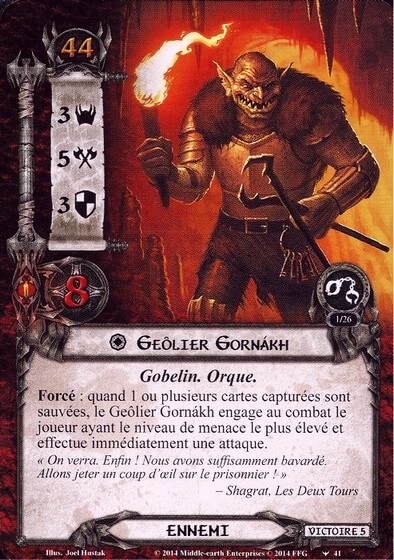 44
3
5
3
8
1/26
Geôlier Gornákh
Gobelin. Orque.
Forcé : quand 1 ou plusieurs cartes capturées sont
sauvées, le Geôlier Gornákh engage au combat le
joueur ayant le niveau de menace le plus élevé et
effectue immédiatement une attaque.
« On verra. Enfin ! Nous avons suffisamment bavardé.
Allons jeter un coup d'œil sur le prisonnier ! »
– Shagrat, Les Deux Tours
ENNEMI
VICTOIRE 5
Illus. Joel Hustak © 2014 Middle-earth Enterprises © 2014 FFG 41